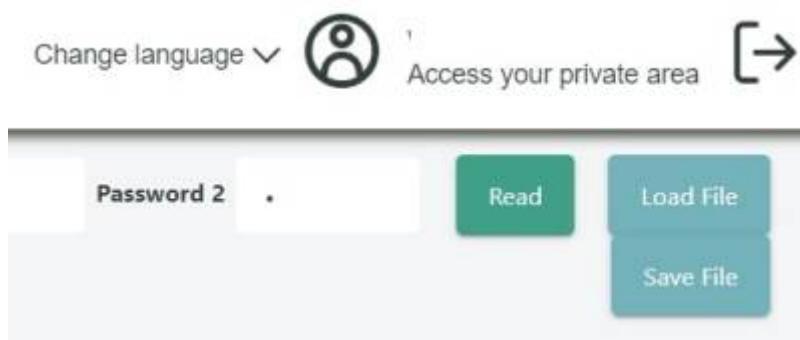 Change language
Access your private area
Password 2 .
Read
Load File
Save File